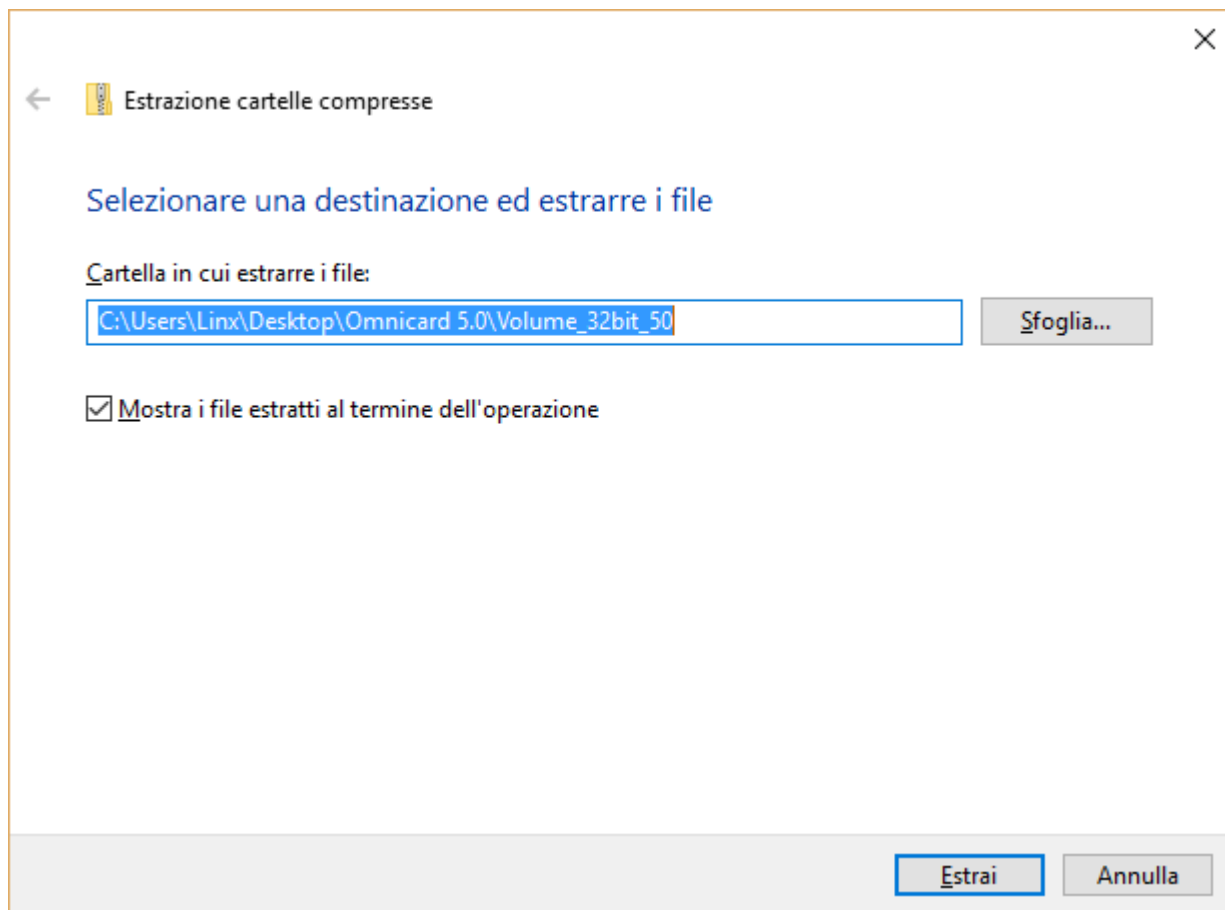 Estrazione cartelle compresse
Selezionare una destinazione ed estrarre i file
Cartella in cui estrarre i file:
C:\Users\Linx\Desktop\Omnicard 5.0\Volume_32bit_50
Sfoglia...
Mostra i file estratti al termine dell'operazione
Estrai
Annulla